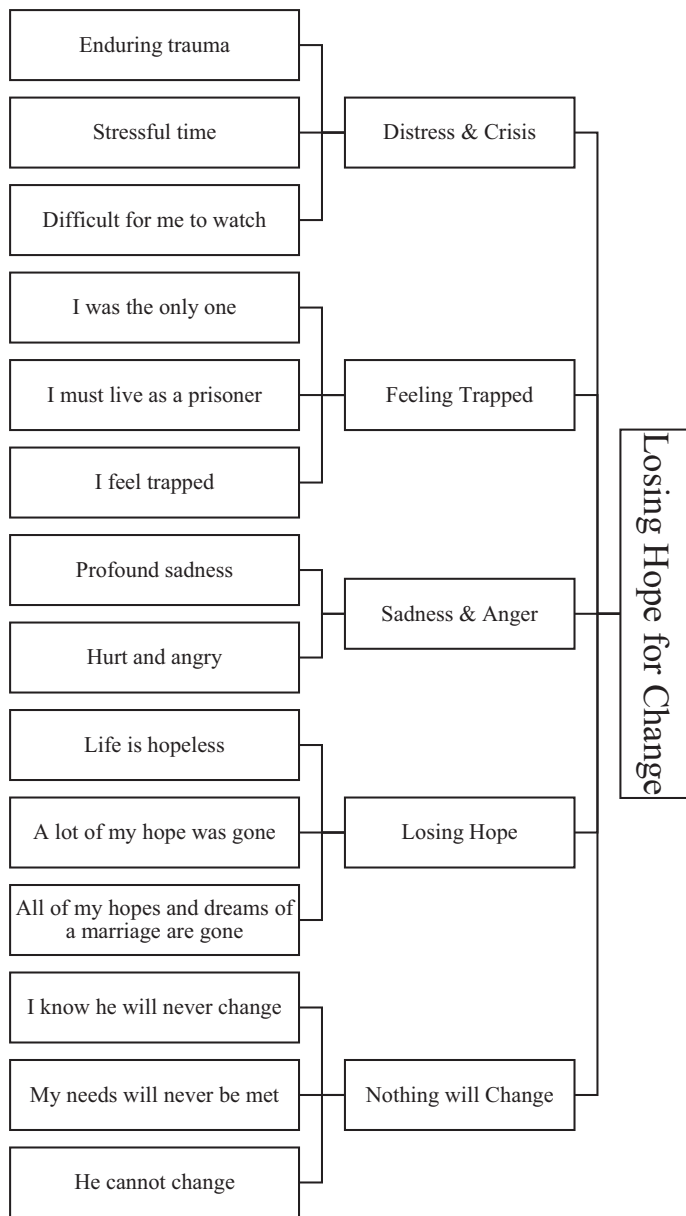 Enduring trauma
Stressful time
Difficult for me to watch
Distress & Crisis
I was the only one
I must live as a prisoner
I feel trapped
Feeling Trapped
Profound sadness
Hurt and angry
Sadness & Anger
Life is hopeless
A lot of my hope was gone
All of my hopes and dreams of
a marriage are gone
Losing Hope
I know he will never change
My needs will never be met
He cannot change
Nothing will Change
Losing Hope for Change